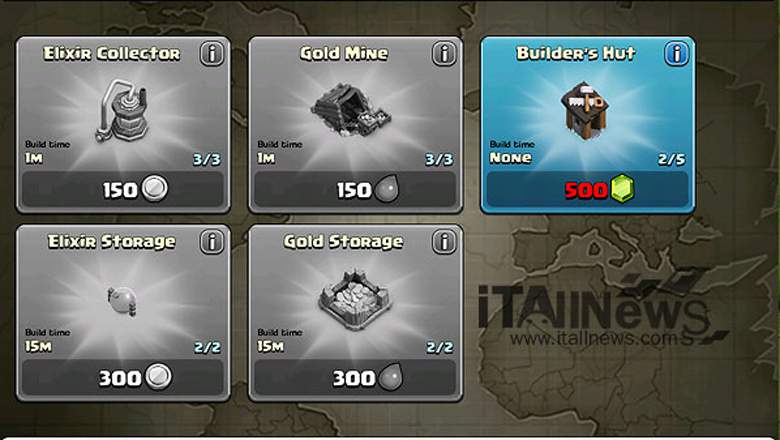 Elixir Collector i
Build time
1M 3/3
150
Gold Mine i
Build time
1M 3/3
150
Builder's Hut i
Build time
None 2/5
500
Elixir Storage i
Build time
15M 2/2
300
Gold Storage i
Build time
15M 2/2
300
iTAllNewS
www.itallnews.com